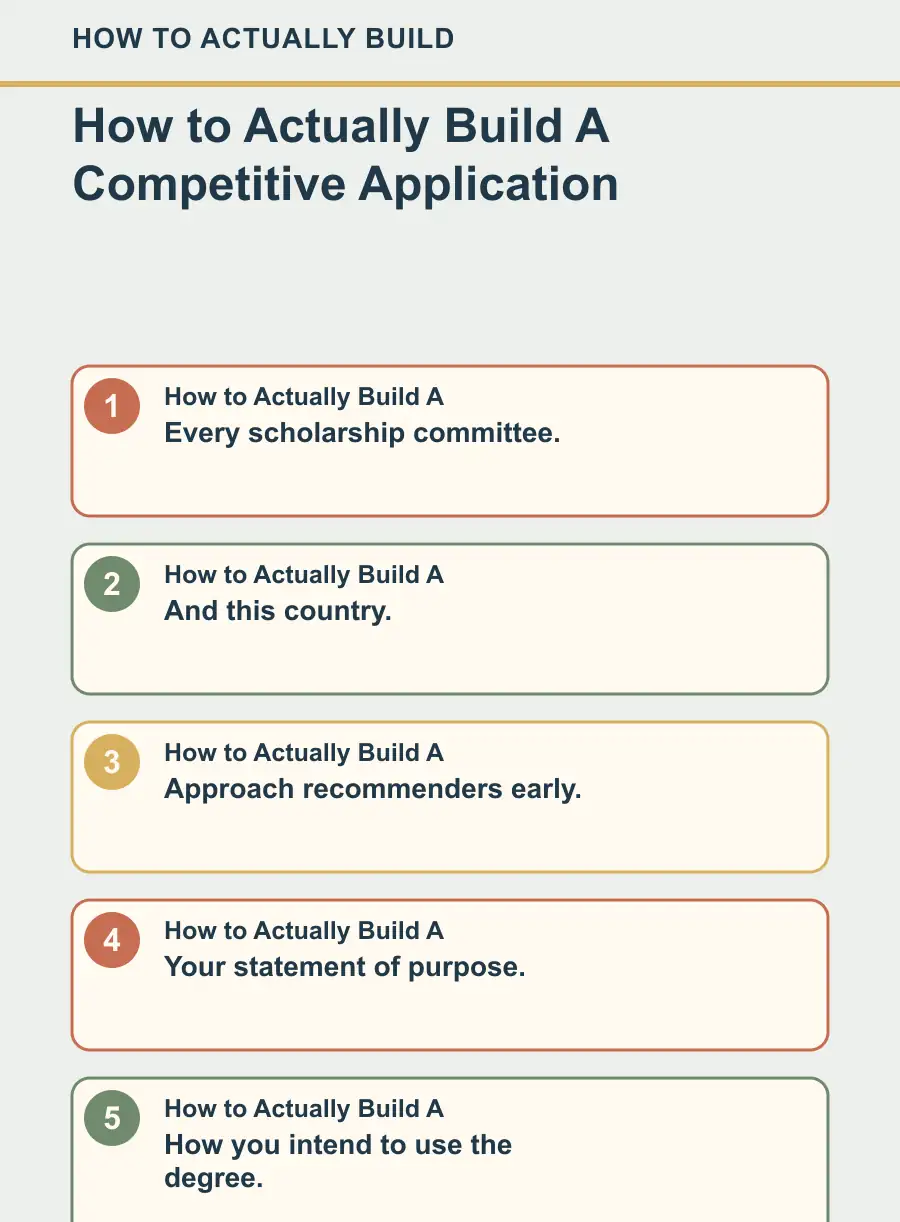 HOW TO ACTUALLY BUILD
How to Actually Build A
Competitive Application
1
How to Actually Build A
Every scholarship committee.
2
How to Actually Build A
And this country.
3
How to Actually Build A
Approach recommenders early.
4
How to Actually Build A
Your statement of purpose.
5
How to Actually Build A
How you intend to use the
degree.